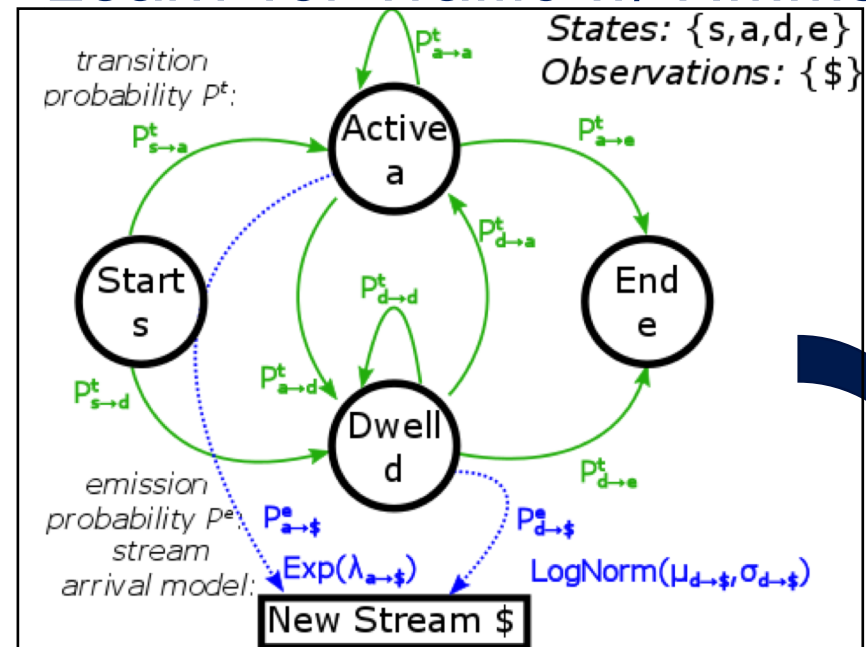 States: {s,a,d,e}
Observations: {$}
transition
probability Pᵗ:
Pᵗa→a
Pᵗs→a
Active
a
Pᵗa→e
Pᵗd→a
Start
s
Pᵗd→d
End
e
Pᵗs→d
Pᵗa→d
Dwell
d
Pᵗd→e
emission
probability Pᵉ:
Pᵉa→$
Pᵉd→$
stream
arrival model:
Exp(λa→$)
LogNorm(μd→$,σd→$)
New Stream $